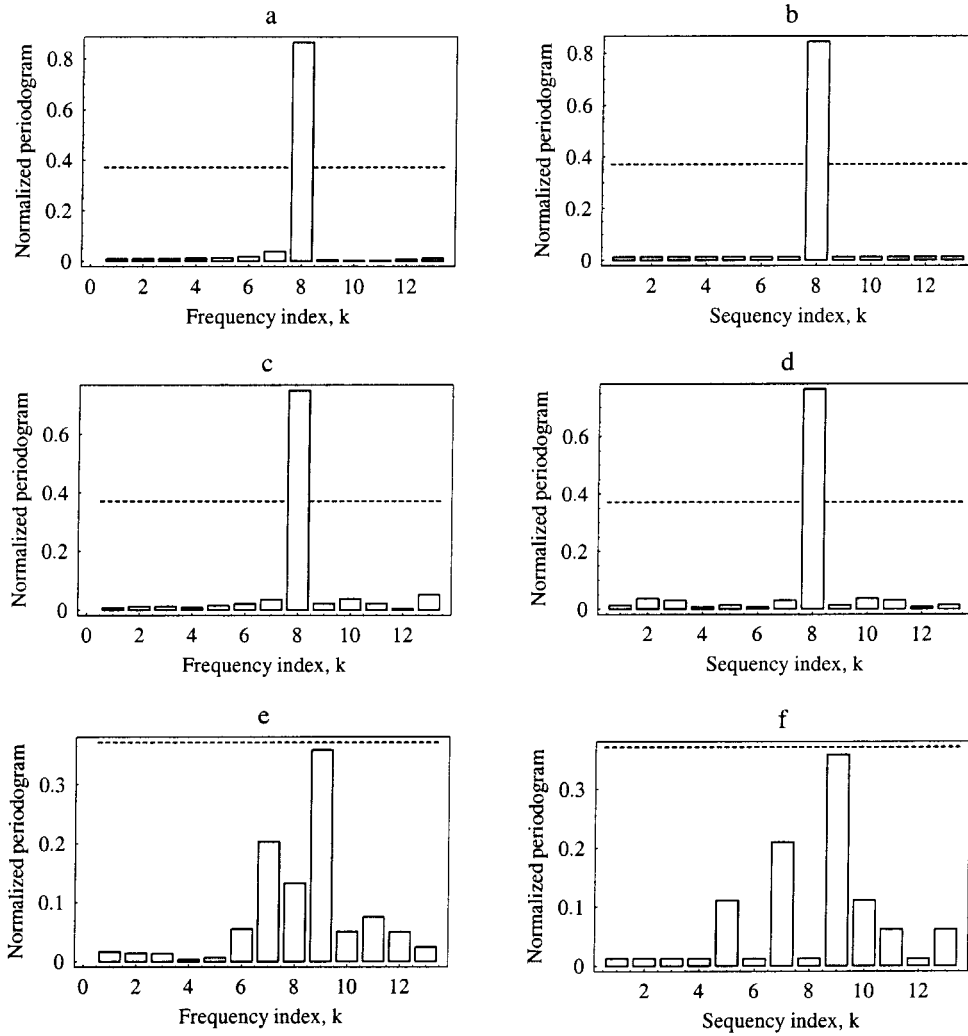 a
Normalized periodogram
0.8
0.6
0.4
0.2
0
0 2 4 6 8 10 12
Frequency index, k
b
Normalized periodogram
0.8
0.6
0.4
0.2
0
2 4 6 8 10 12
Sequency index, k
c
Normalized periodogram
0.6
0.4
0.2
0
0 2 4 6 8 10 12
Frequency index, k
d
Normalized periodogram
0.6
0.4
0.2
0
2 4 6 8 10 12
Sequency index, k
e
Normalized periodogram
0.3
0.2
0.1
0
0 2 4 6 8 10 12
Frequency index, k
f
Normalized periodogram
0.3
0.2
0.1
0
2 4 6 8 10 12
Sequency index, k